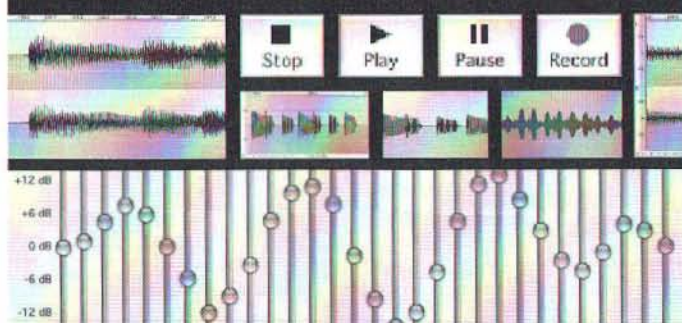 Stop Play Pause Record
+12 dB
+6 dB
0 dB
-6 dB
-12 dB